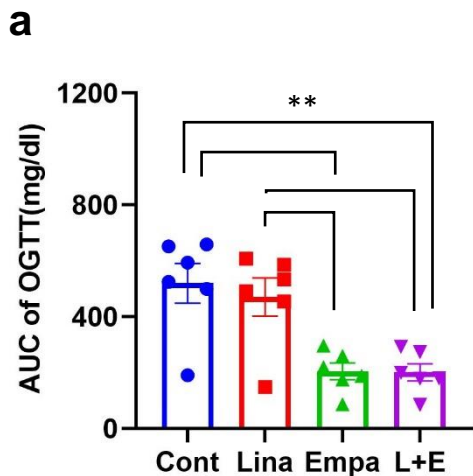 a
1200
**
800
400
0
AUC of OGTT(mg/dl)
Cont Lina Empa L+E